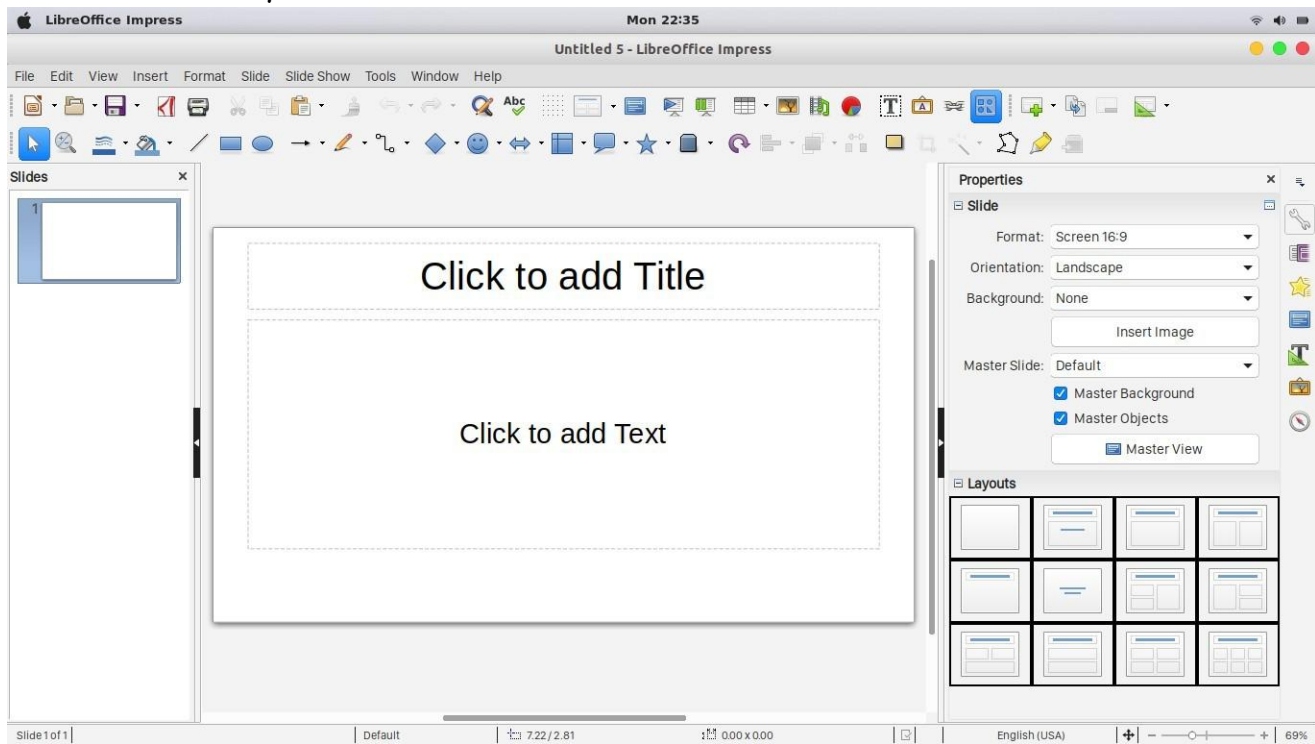 LibreOffice Impress Mon 22:35
Untitled 5 - LibreOffice Impress
File Edit View Insert Format Slide Slide Show Tools Window Help
Abc
T
A
Slides
1
Click to add Title
Click to add Text
Properties
Slide
Format: Screen 16:9
Orientation: Landscape
Background: None
Insert Image
Master Slide: Default
Master Background
Master Objects
Master View
Layouts
Slide 1 of 1 Default 7.22 / 2.81 0.00 x 0.00 English (USA) 69%